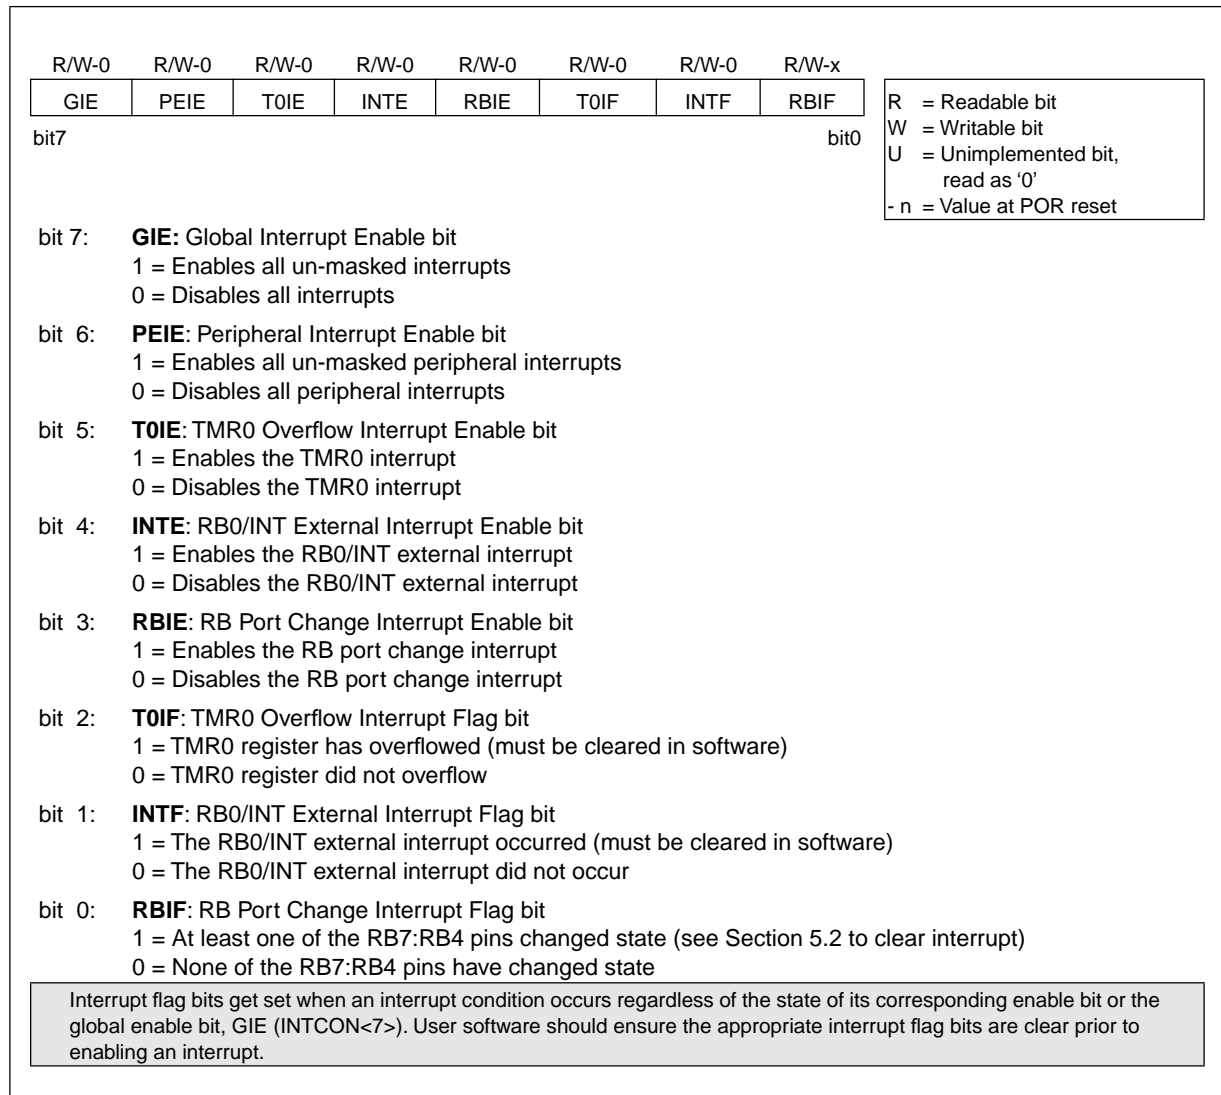 R/W-0 R/W-0 R/W-0 R/W-0 R/W-0 R/W-0 R/W-0 R/W-x
GIE PEIE T0IE INTE RBIE T0IF INTF RBIF
bit7 bit0
R = Readable bit
W = Writable bit
U = Unimplemented bit,
read as ‘0’
- n = Value at POR reset
bit 7: GIE: Global Interrupt Enable bit
1 = Enables all un-masked interrupts
0 = Disables all interrupts
bit 6: PEIE: Peripheral Interrupt Enable bit
1 = Enables all un-masked peripheral interrupts
0 = Disables all peripheral interrupts
bit 5: T0IE: TMR0 Overflow Interrupt Enable bit
1 = Enables the TMR0 interrupt
0 = Disables the TMR0 interrupt
bit 4: INTE: RB0/INT External Interrupt Enable bit
1 = Enables the RB0/INT external interrupt
0 = Disables the RB0/INT external interrupt
bit 3: RBIE: RB Port Change Interrupt Enable bit
1 = Enables the RB port change interrupt
0 = Disables the RB port change interrupt
bit 2: T0IF: TMR0 Overflow Interrupt Flag bit
1 = TMR0 register has overflowed (must be cleared in software)
0 = TMR0 register did not overflow
bit 1: INTF: RB0/INT External Interrupt Flag bit
1 = The RB0/INT external interrupt occurred (must be cleared in software)
0 = The RB0/INT external interrupt did not occur
bit 0: RBIF: RB Port Change Interrupt Flag bit
1 = At least one of the RB7:RB4 pins changed state (see Section 5.2 to clear interrupt)
0 = None of the RB7:RB4 pins have changed state
Interrupt flag bits get set when an interrupt condition occurs regardless of the state of its corresponding enable bit or the
global enable bit, GIE (INTCON<7>). User software should ensure the appropriate interrupt flag bits are clear prior to
enabling an interrupt.